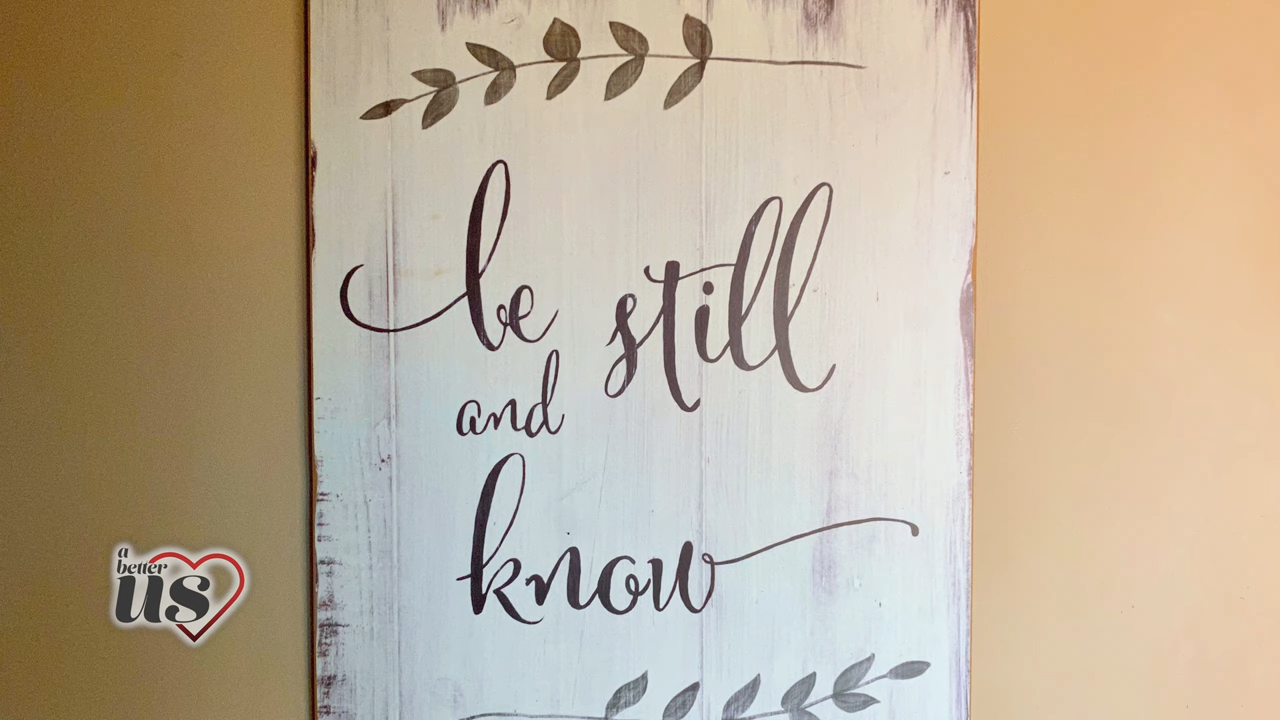 be still
and
know
a
better
us